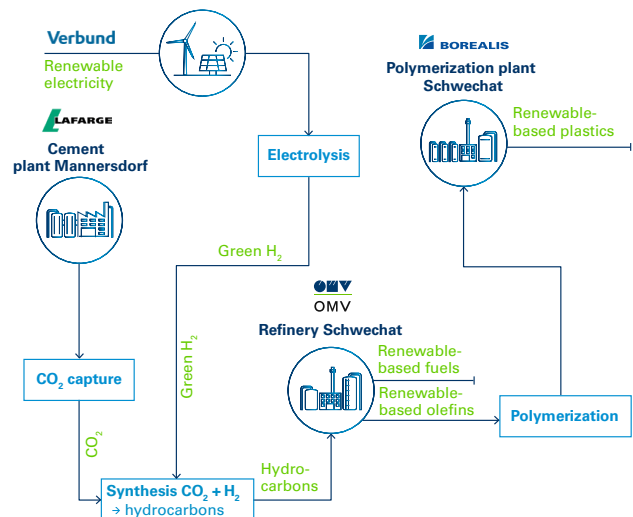 Verbund
Renewable
electricity
BOREALIS
Polymerization plant
Schwechat
Renewable-
based plastics
LAFARGE
Cement
plant Mannersdorf
Electrolysis
Green H₂
Green H₂
OMV
OMV
Refinery Schwechat
Renewable-
based fuels
Renewable-
based olefins
CO₂ capture
Polymerization
CO₂
Hydro-
carbons
Synthesis CO₂ + H₂
→ hydrocarbons